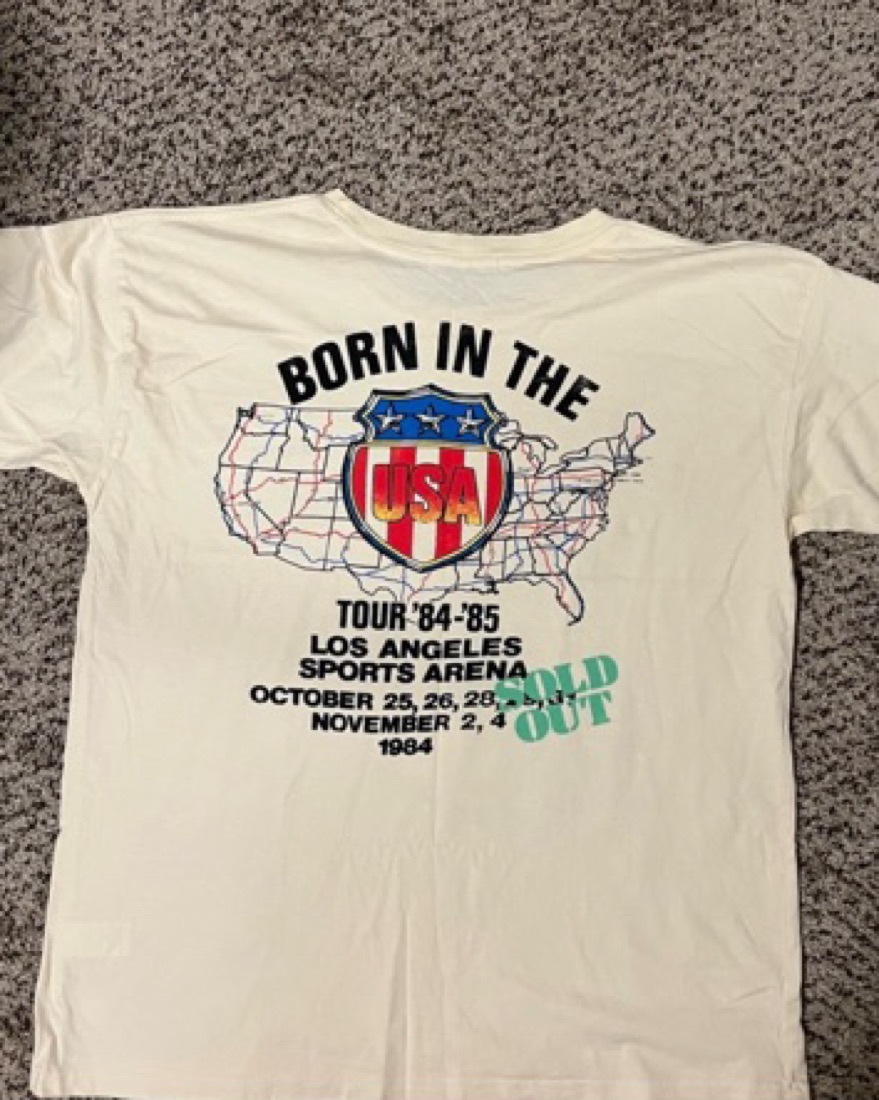 BORN IN THE
USA
TOUR '84-'85
LOS ANGELES
SPORTS ARENA
OCTOBER 25, 26, 28,
SOLD
OUT
NOVEMBER 2, 4
1984